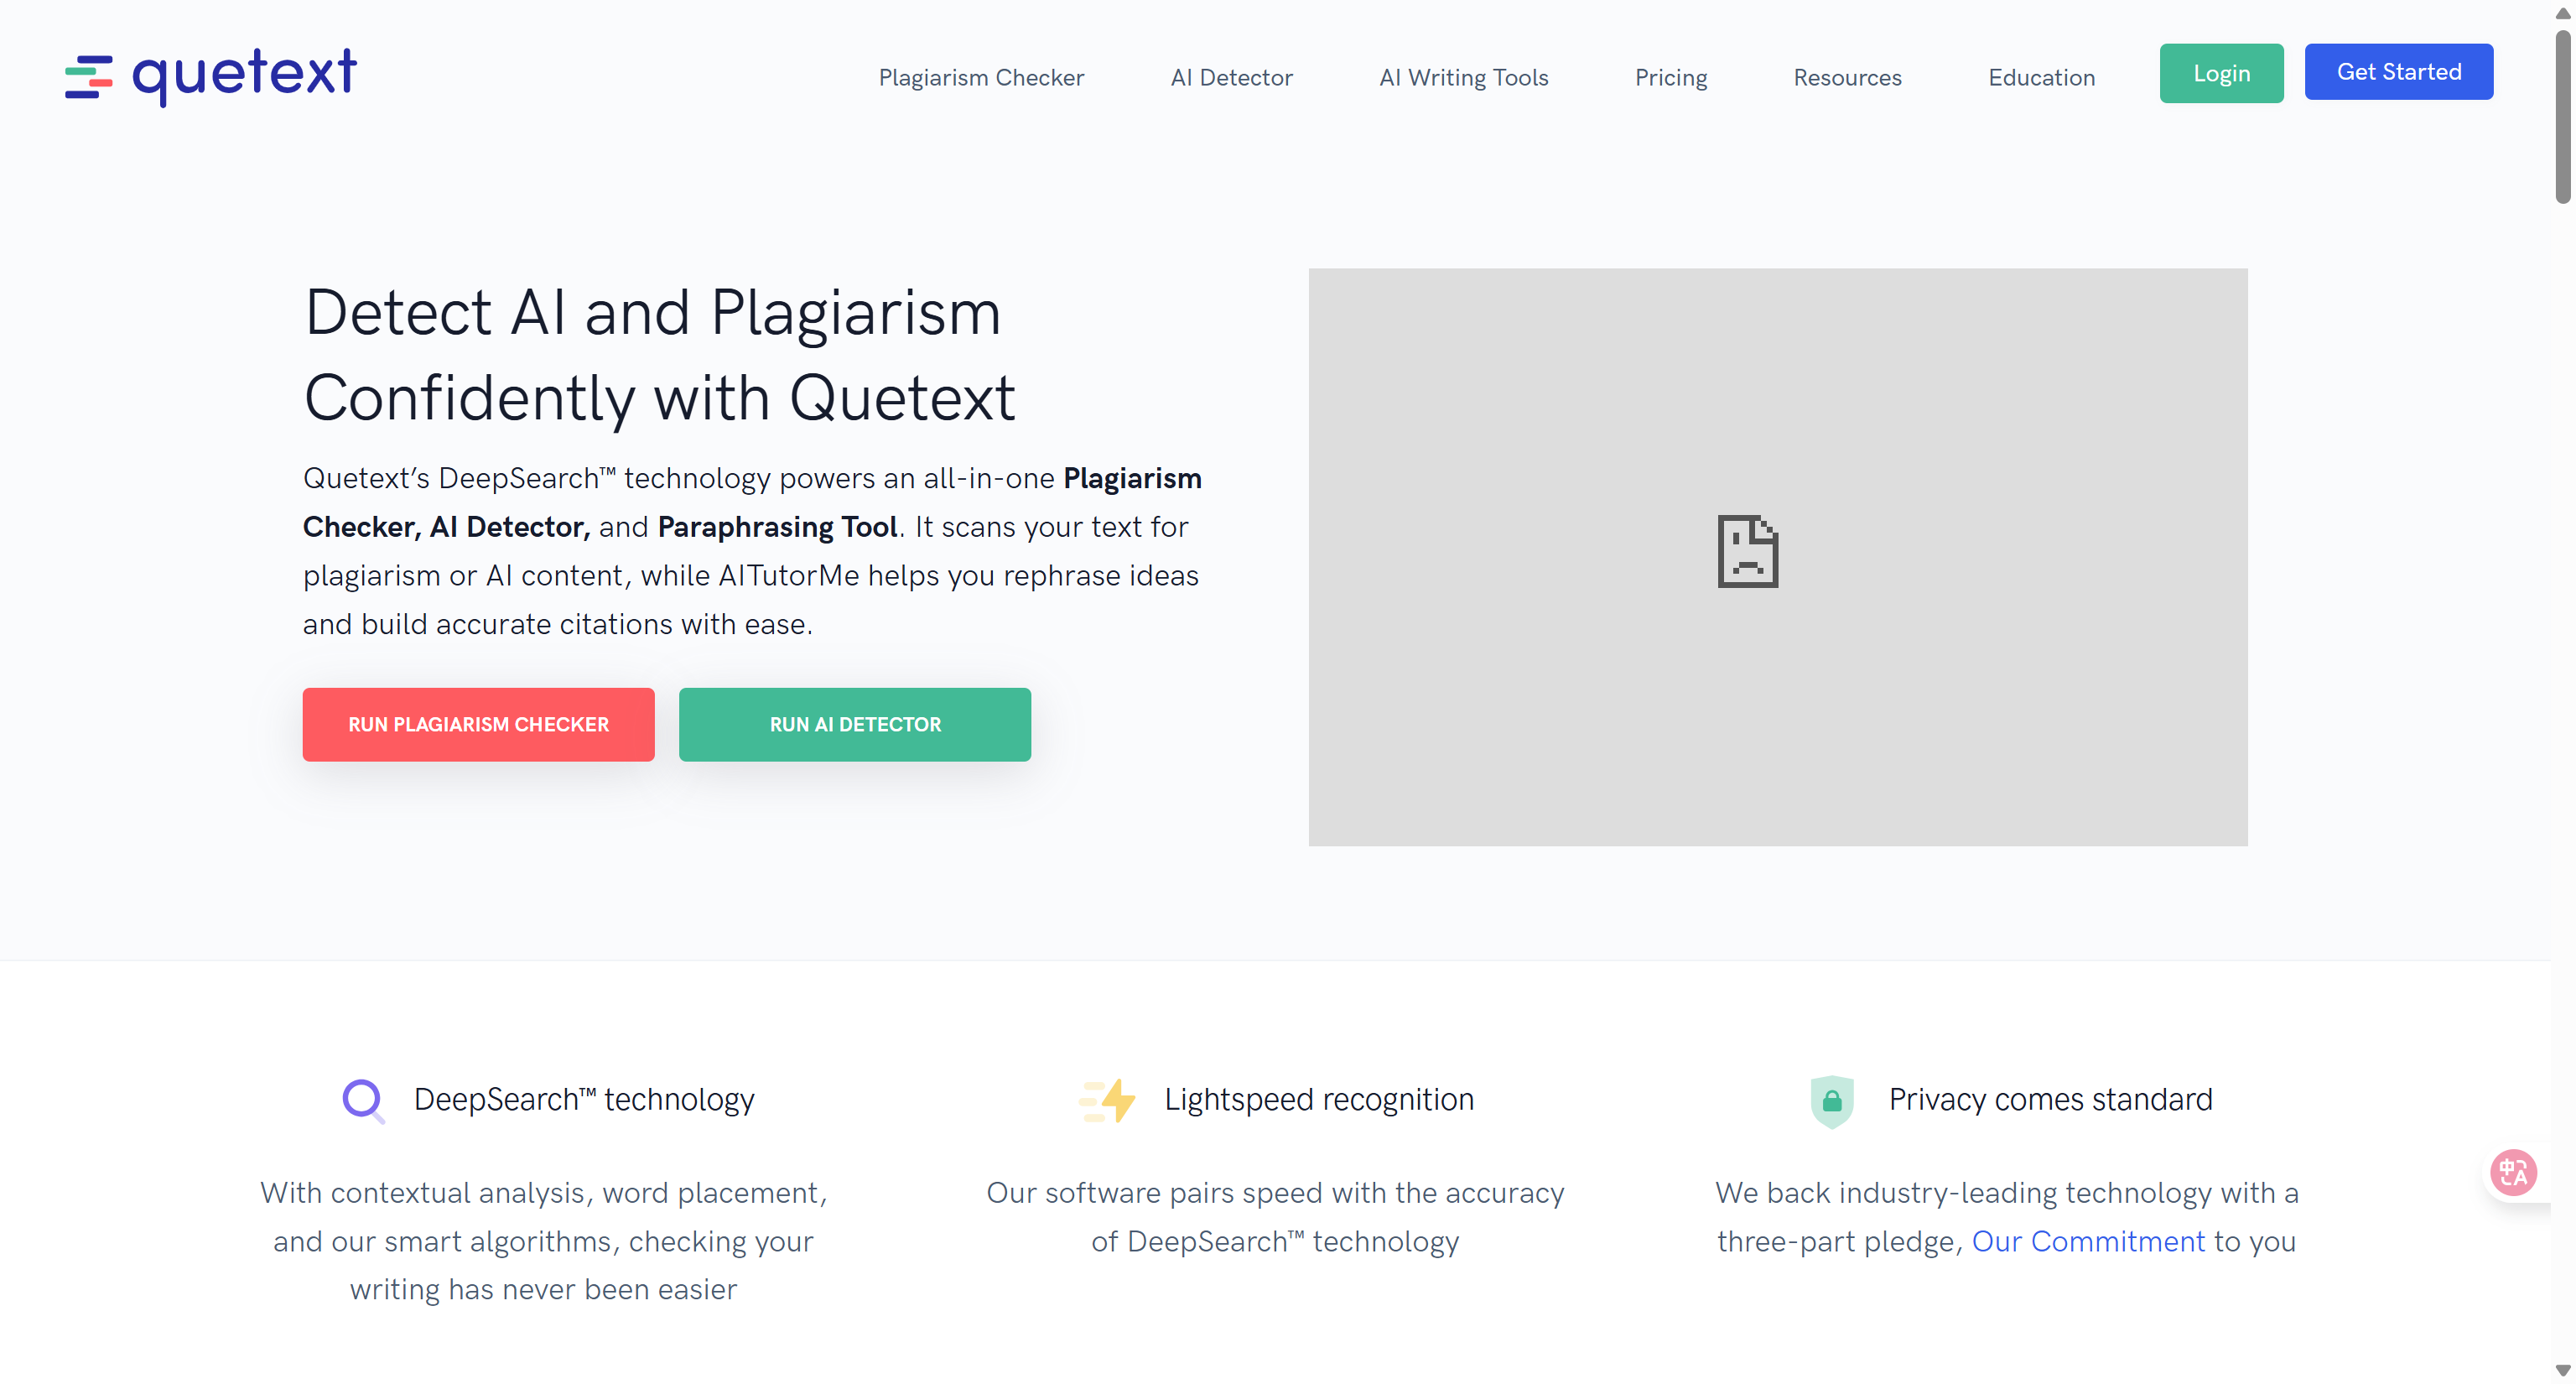 quetext
Plagiarism Checker
AI Detector
AI Writing Tools
Pricing
Resources
Education
Login
Get Started
Detect AI and Plagiarism
Confidently with Quetext
Quetext’s DeepSearch™ technology powers an all-in-one Plagiarism
Checker, AI Detector, and Paraphrasing Tool. It scans your text for
plagiarism or AI content, while AITutorMe helps you rephrase ideas
and build accurate citations with ease.
RUN PLAGIARISM CHECKER
RUN AI DETECTOR
DeepSearch™ technology
With contextual analysis, word placement,
and our smart algorithms, checking your
writing has never been easier
Lightspeed recognition
Our software pairs speed with the accuracy
of DeepSearch™ technology
Privacy comes standard
We back industry-leading technology with a
three-part pledge, Our Commitment to you
中A